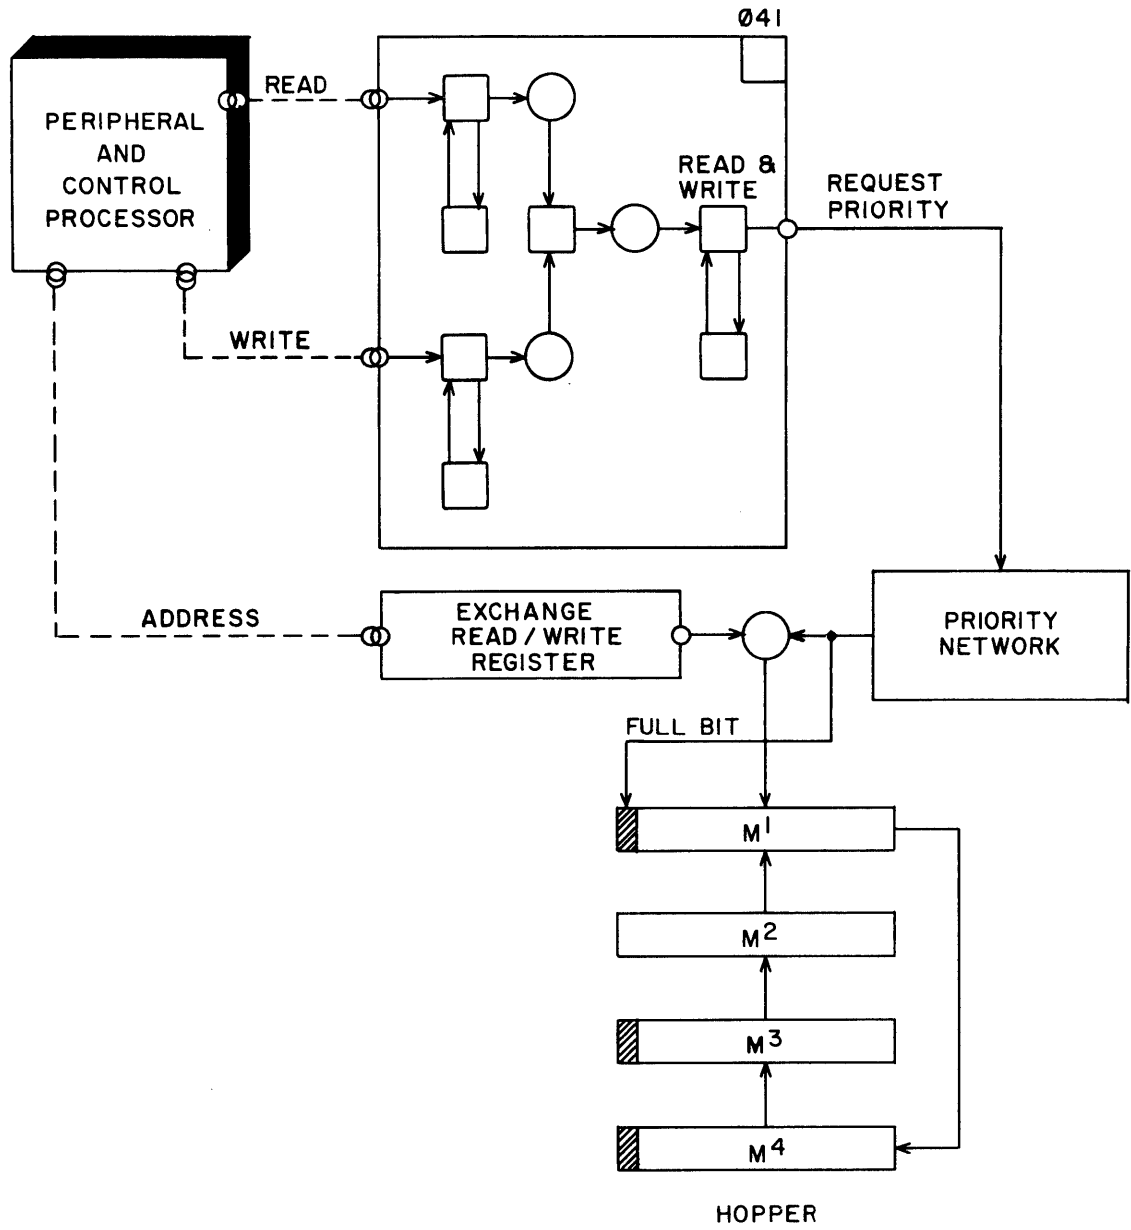 Ø41
READ
PERIPHERAL
AND
CONTROL
PROCESSOR
READ &
WRITE
REQUEST
PRIORITY
WRITE
ADDRESS
EXCHANGE
READ / WRITE
REGISTER
PRIORITY
NETWORK
FULL BIT
M¹
M²
M³
M⁴
HOPPER